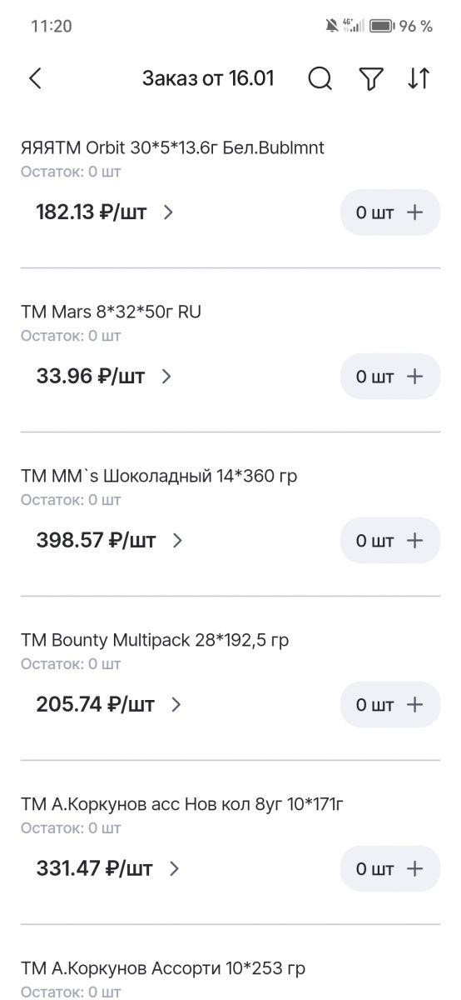 11:20
4G+
96 %
Заказ от 16.01
ЯЯЯТМ Orbit 30*5*13.6г Бел.Bublmnt
Остаток: 0 шт
182.13 ₽/шт
0 шт +
TM Mars 8*32*50г RU
Остаток: 0 шт
33.96 ₽/шт
0 шт +
ТМ MM`s Шоколадный 14*360 гр
Остаток: 0 шт
398.57 ₽/шт
0 шт +
ТМ Bounty Multipack 28*192,5 гр
Остаток: 0 шт
205.74 ₽/шт
0 шт +
ТМ А.Коркунов асс Нов кол 8уг 10*171г
Остаток: 0 шт
331.47 ₽/шт
0 шт +
ТМ А.Коркунов Ассорти 10*253 гр
Остаток: 0 шт